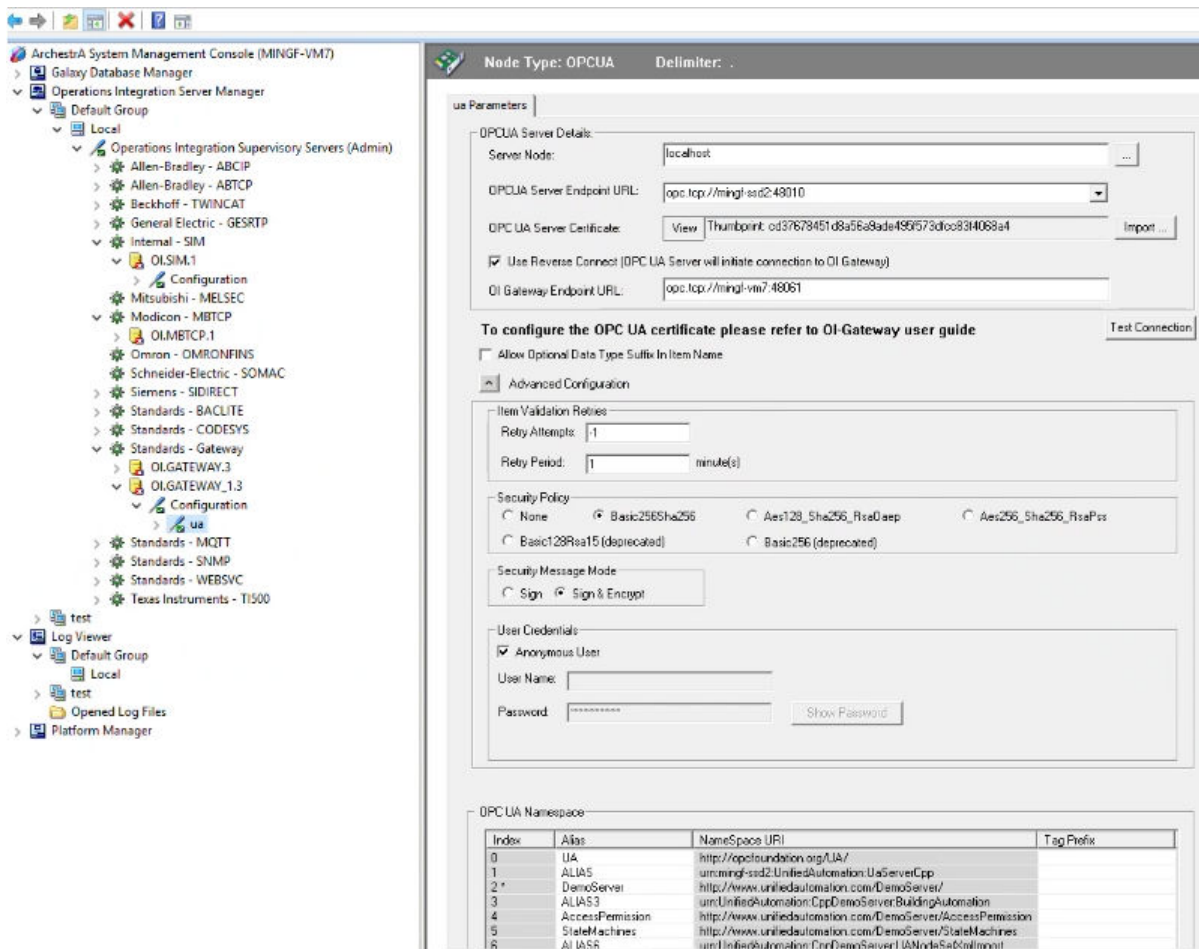 ArchestrA System Management Console (MINGF-VM7)
Galaxy Database Manager
Operations Integration Server Manager
Default Group
Local
Operations Integration Supervisory Servers (Admin)
Allen-Bradley - ABCIP
Allen-Bradley - ABTCP
Beckhoff - TWINCAT
General Electric - GESRTP
Internal - SIM
OI.SIM.1
Configuration
Mitsubishi - MELSEC
Modicon - MBTCP
OI.MBTCP.1
Omron - OMRONFINS
Schneider-Electric - SOMAC
Siemens - SIDIRECT
Standards - BACLITE
Standards - CODESYS
Standards - Gateway
OI.GATEWAY.3
OI.GATEWAY_1.3
Configuration
ua
Standards - MQTT
Standards - SNMP
Standards - WEBSVC
Texas Instruments - TI500
test
Log Viewer
Default Group
Local
test
Opened Log Files
Platform Manager
Node Type: OPCUA Delimiter: .
ua Parameters
OPCUA Server Details:
Server Node: localhost ...
OPCUA Server Endpoint URL: opc.tcp://mingf-ssd2:48010
OPC UA Server Certificate: View Thumbprint: cd37678451d8a56a9ade495f573dfcc83f4068a4 Import ...
Use Reverse Connect (OPC UA Server will initiate connection to OI Gateway)
OI Gateway Endpoint URL: opc.tcp://mingf-vm7:48061
To configure the OPC UA certificate please refer to OI-Gateway user guide Test Connection
Allow Optional Data Type Suffix In Item Name
Advanced Configuration
Item Validation Retries
Retry Attempts: -1
Retry Period: 1 minute(s)
Security Policy
None Basic256Sha256 Aes128_Sha256_RsaOaep Aes256_Sha256_RsaPss
Basic128Rsa15 (deprecated) Basic256 (deprecated)
Security Message Mode
Sign Sign & Encrypt
User Credentials
Anonymous User
User Name:
Password: ********** Show Password
OPC UA Namespace
Index Alias NameSpace URI Tag Prefix
0 UA http://opcfoundation.org/UA/
1 ALIAS urn:mingf-ssd2:UnifiedAutomation:UaServerCpp
2 * DemoServer http://www.unifiedautomation.com/DemoServer/
3 ALIAS3 urn:UnifiedAutomation:CppDemoServer:BuildingAutomation
4 AccessPermission http://www.unifiedautomation.com/DemoServer/AccessPermission
5 StateMachines http://www.unifiedautomation.com/DemoServer/StateMachines
6 ALIAS6 urn:UnifiedAutomation:CppDemoServer:UANodeSetXmlImport